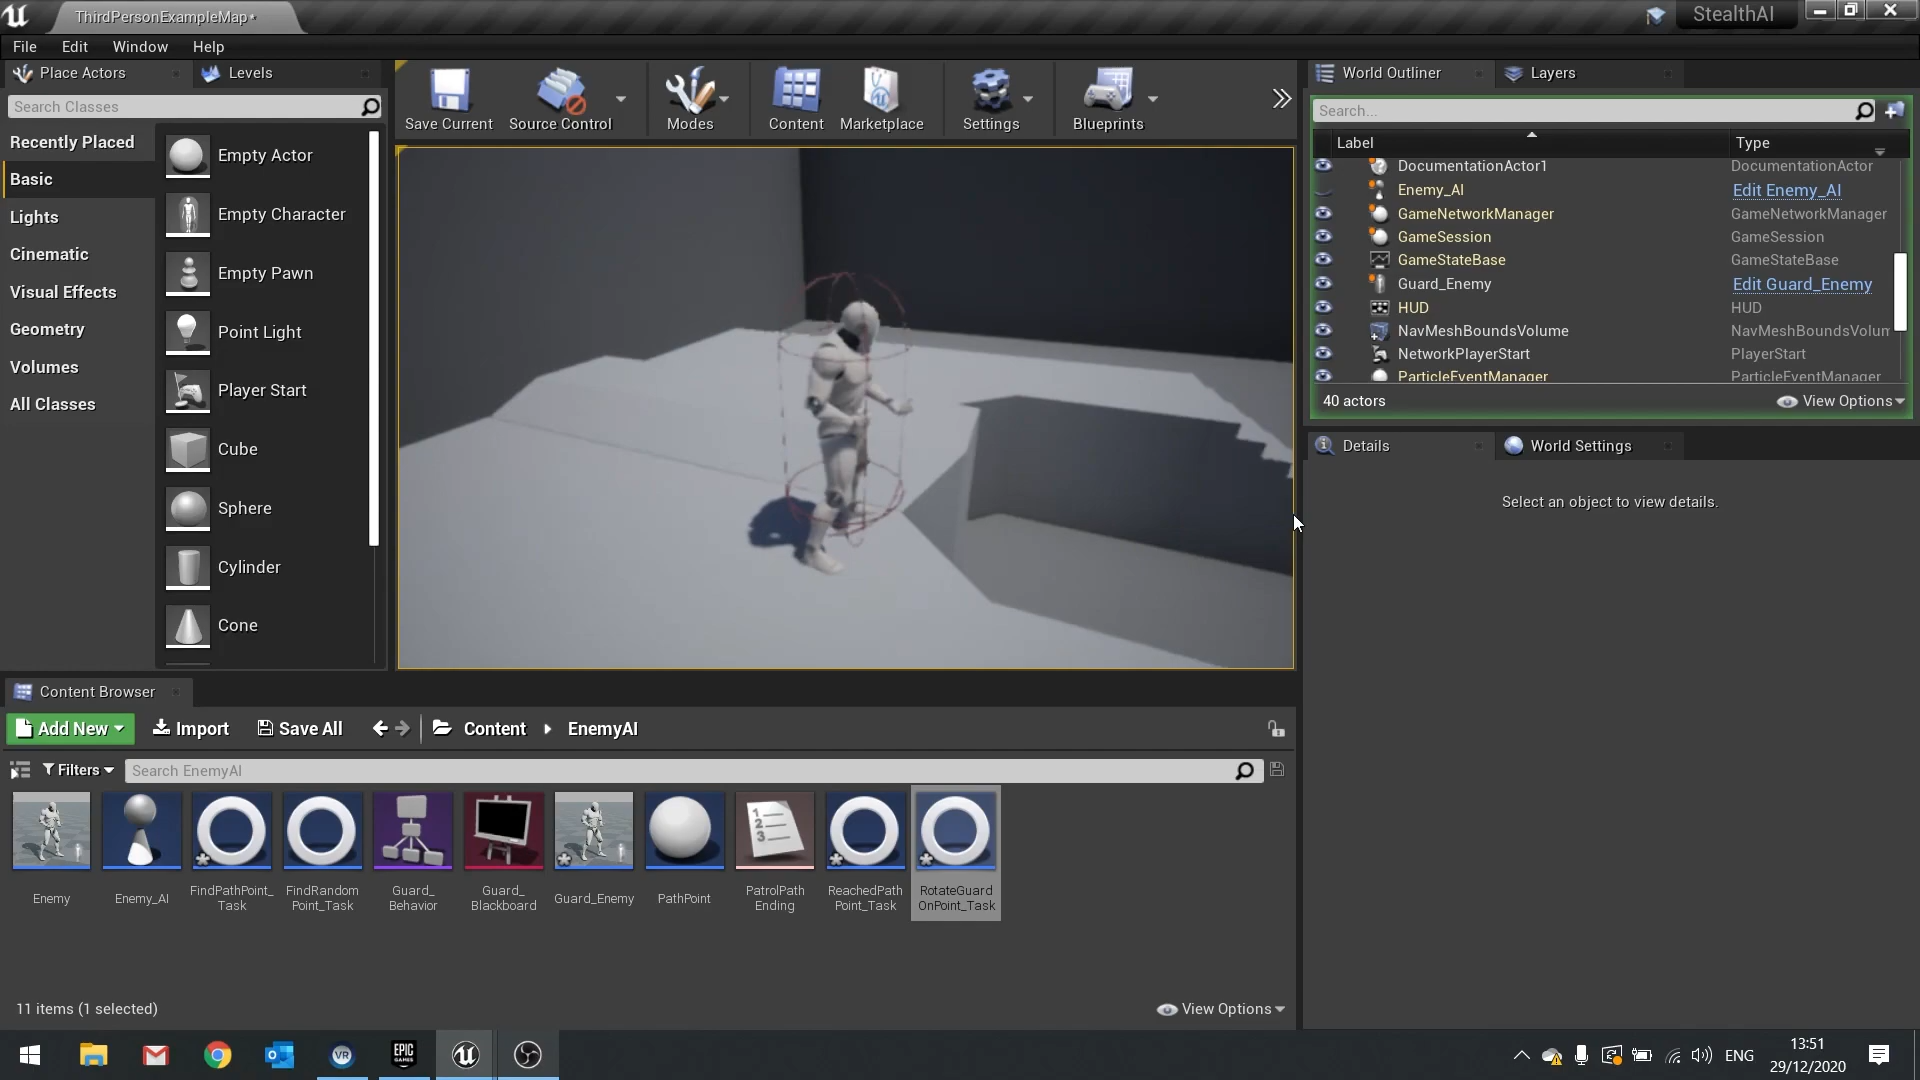 ThirdPersonExampleMap*
StealthAI
File Edit Window Help
Place Actors
Levels
Search Classes
Recently Placed
Basic
Lights
Cinematic
Visual Effects
Geometry
Volumes
All Classes
Empty Actor
Empty Character
Empty Pawn
Point Light
Player Start
Cube
Sphere
Cylinder
Cone
Save Current
Source Control
Modes
Content
Marketplace
Settings
Blueprints
World Outliner
Layers
Search...
Label Type
DocumentationActor1 DocumentationActor
Enemy_AI Edit Enemy_AI
GameNetworkManager GameNetworkManager
GameSession GameSession
GameStateBase GameStateBase
Guard_Enemy Edit Guard_Enemy
HUD HUD
NavMeshBoundsVolume NavMeshBoundsVolum
NetworkPlayerStart PlayerStart
ParticleEventManager ParticleEventManager
40 actors
View Options
Details
World Settings
Select an object to view details.
Content Browser
Add New Import Save All Content EnemyAI
Filters
Search EnemyAI
Enemy
Enemy_AI
FindPathPoint_
Task
FindRandom
Point_Task
Guard_
Behavior
Guard_
Blackboard
Guard_Enemy
PathPoint
PatrolPath
Ending
ReachedPath
Point_Task
RotateGuard
OnPoint_Task
11 items (1 selected)
View Options
VR
EPIC
GAMES
ENG
13:51
29/12/2020